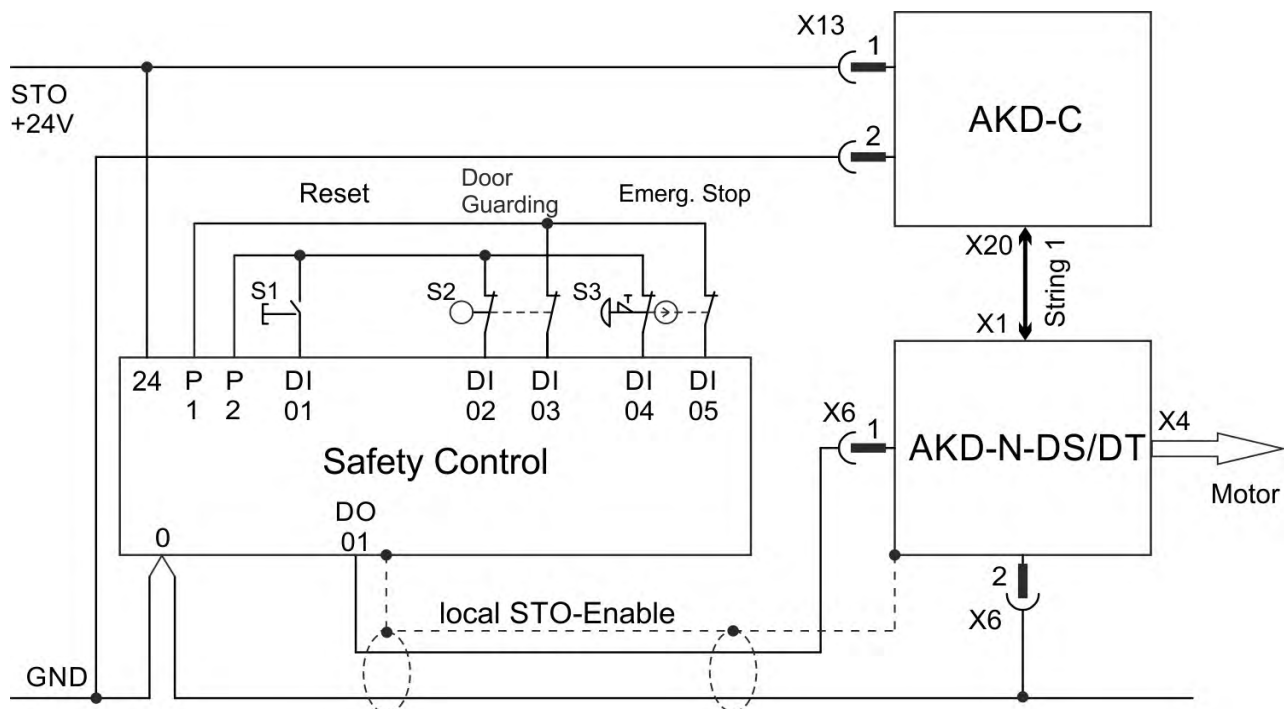 X13
1
STO
+24V
2
AKD-C
Reset
Door
Guarding
Emerg. Stop
X20
String 1
X1
S1
S2
S3
24
P
1
P
2
DI
01
DI
02
DI
03
DI
04
DI
05
Safety Control
X6
1
AKD-N-DS/DT
X4
Motor
0
DO
01
2
X6
local STO-Enable
GND